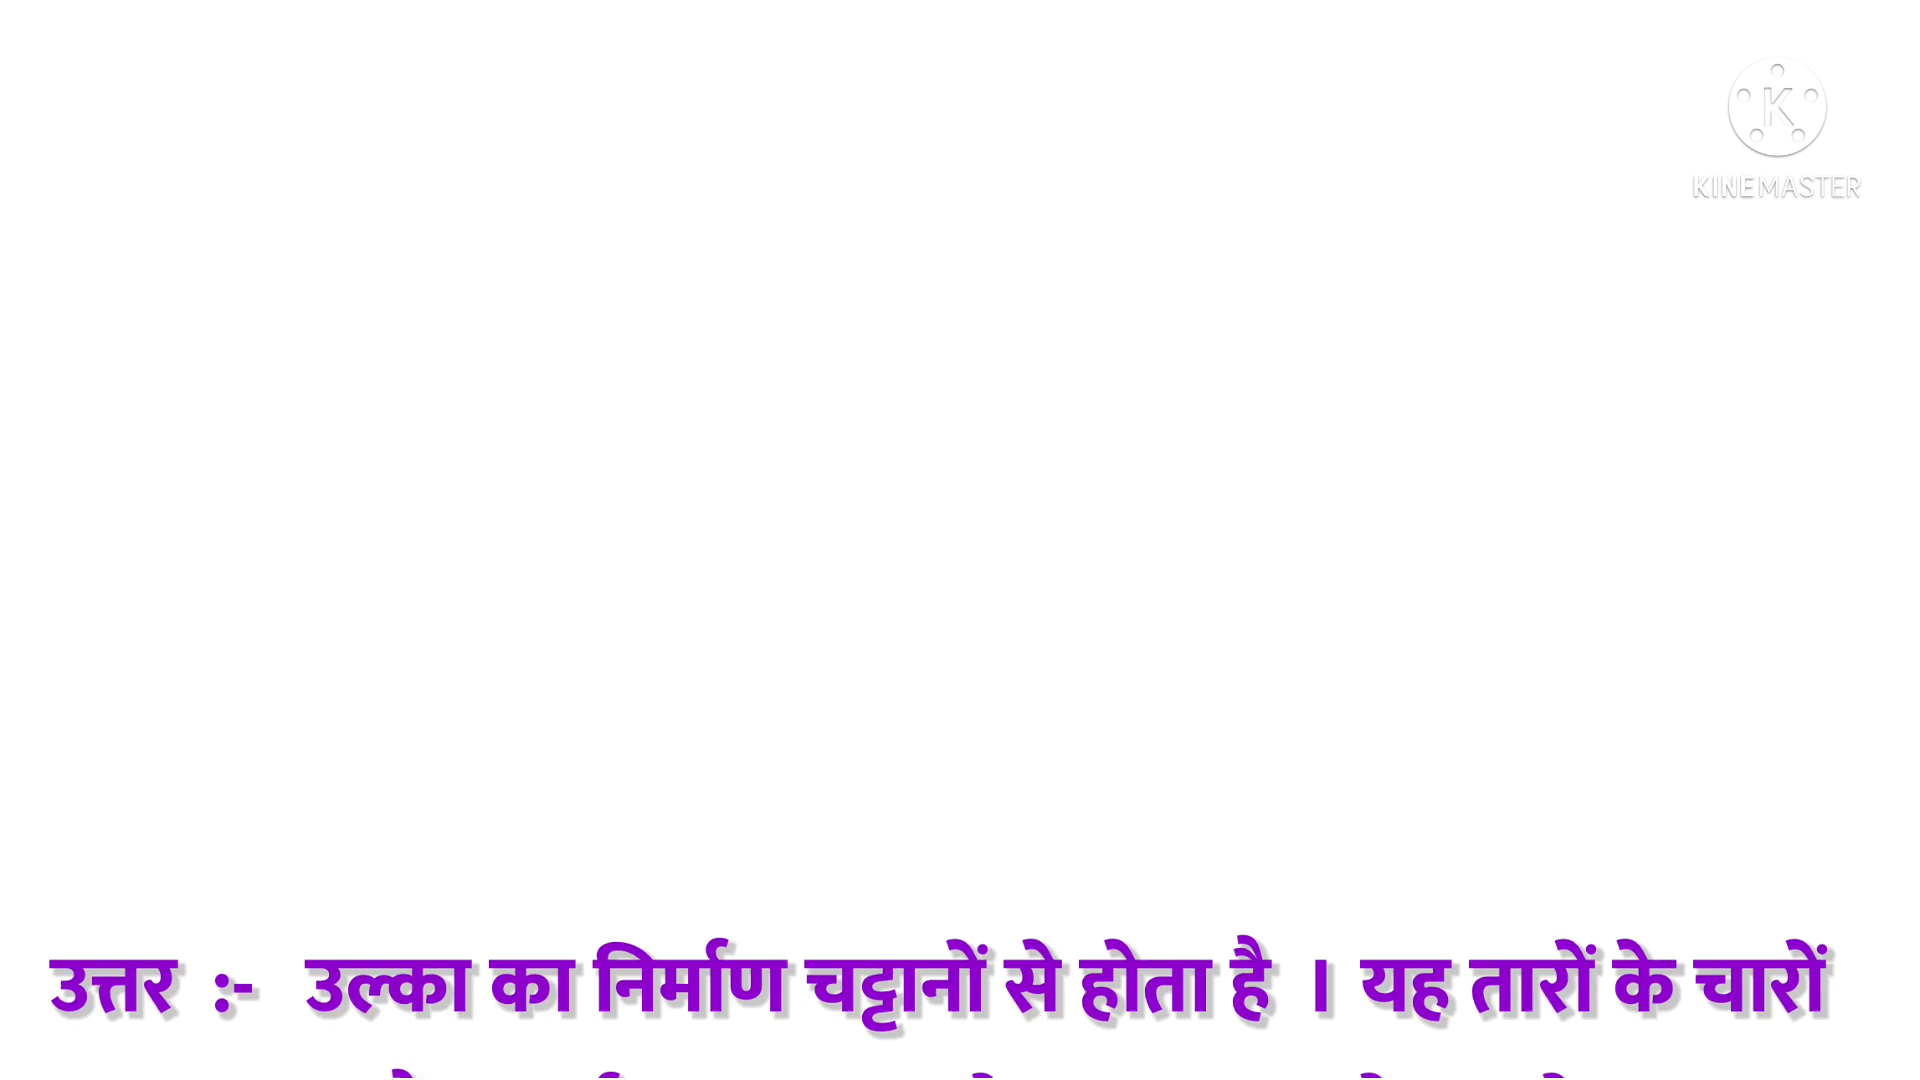 K
KINEMASTER
उत्तर :- उल्का का निर्माण चट्टानों से होता है । यह तारों के चारों